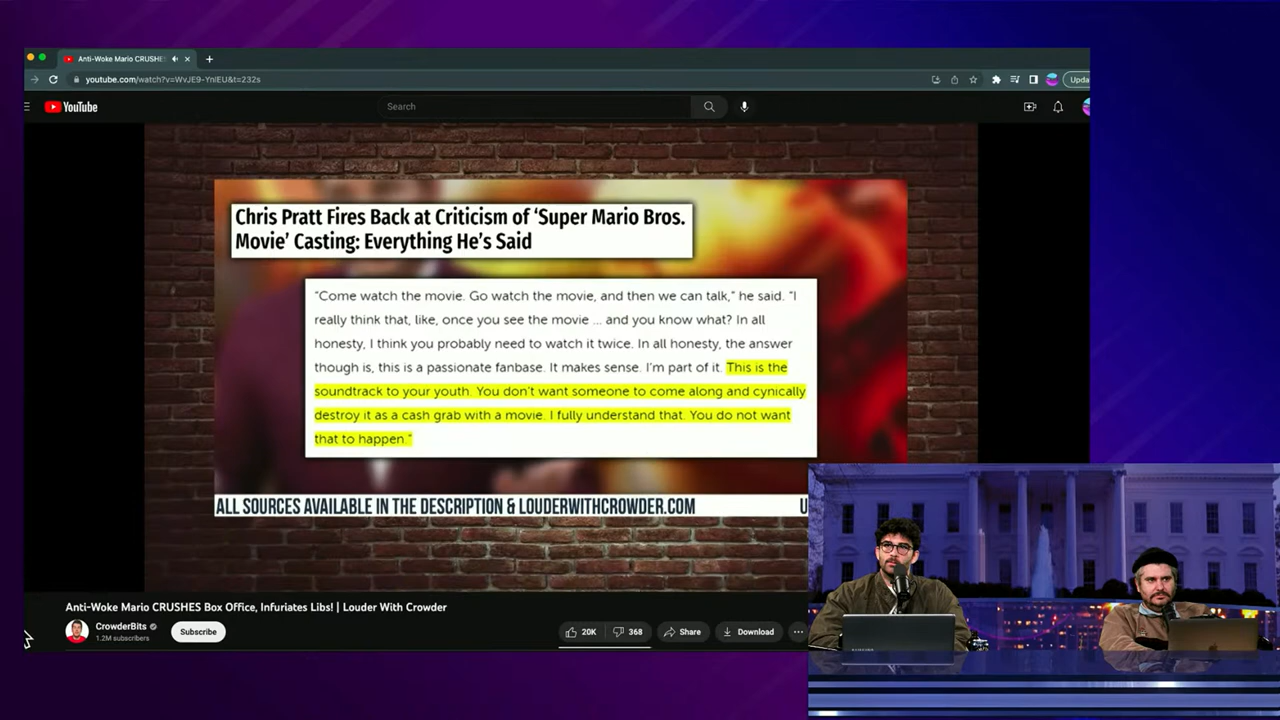 Anti-Woke Mario CRUSHE
youtube.com/watch?v=WvJE9-YnIEU&t=232s
Upda
YouTube
Search
Chris Pratt Fires Back at Criticism of ‘Super Mario Bros.
Movie’ Casting: Everything He’s Said
“Come watch the movie. Go watch the movie, and then we can talk,” he said. “I
really think that, like, once you see the movie … and you know what? In all
honesty, I think you probably need to watch it twice. In all honesty, the answer
though is, this is a passionate fanbase. It makes sense. I’m part of it. This is the
soundtrack to your youth. You don’t want someone to come along and cynically
destroy it as a cash grab with a movie. I fully understand that. You do not want
that to happen.”
ALL SOURCES AVAILABLE IN THE DESCRIPTION & LOUDERWITHCROWDER.COM U
Anti-Woke Mario CRUSHES Box Office, Infuriates Libs! | Louder With Crowder
CrowderBits
1.2M subscribers
Subscribe
20K
368
Share
Download